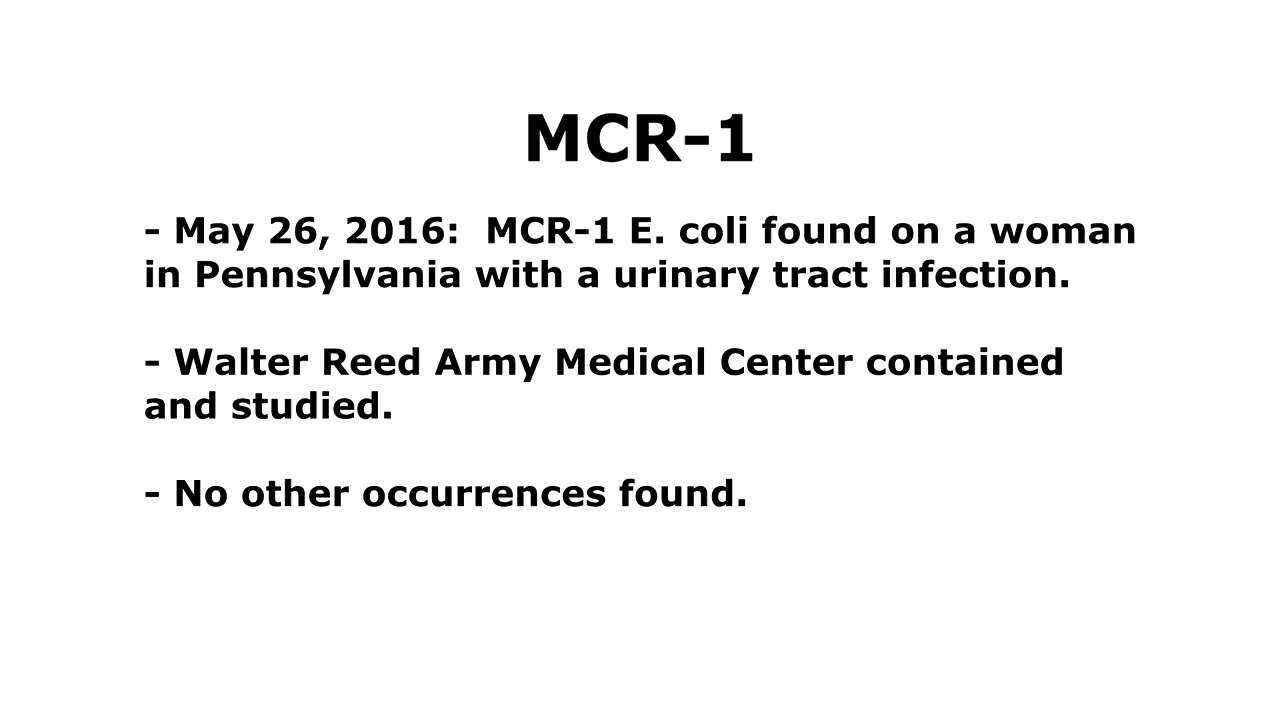 MCR-1
- May 26, 2016:  MCR-1 E. coli found on a woman
in Pennsylvania with a urinary tract infection.
- Walter Reed Army Medical Center contained
and studied.
- No other occurrences found.